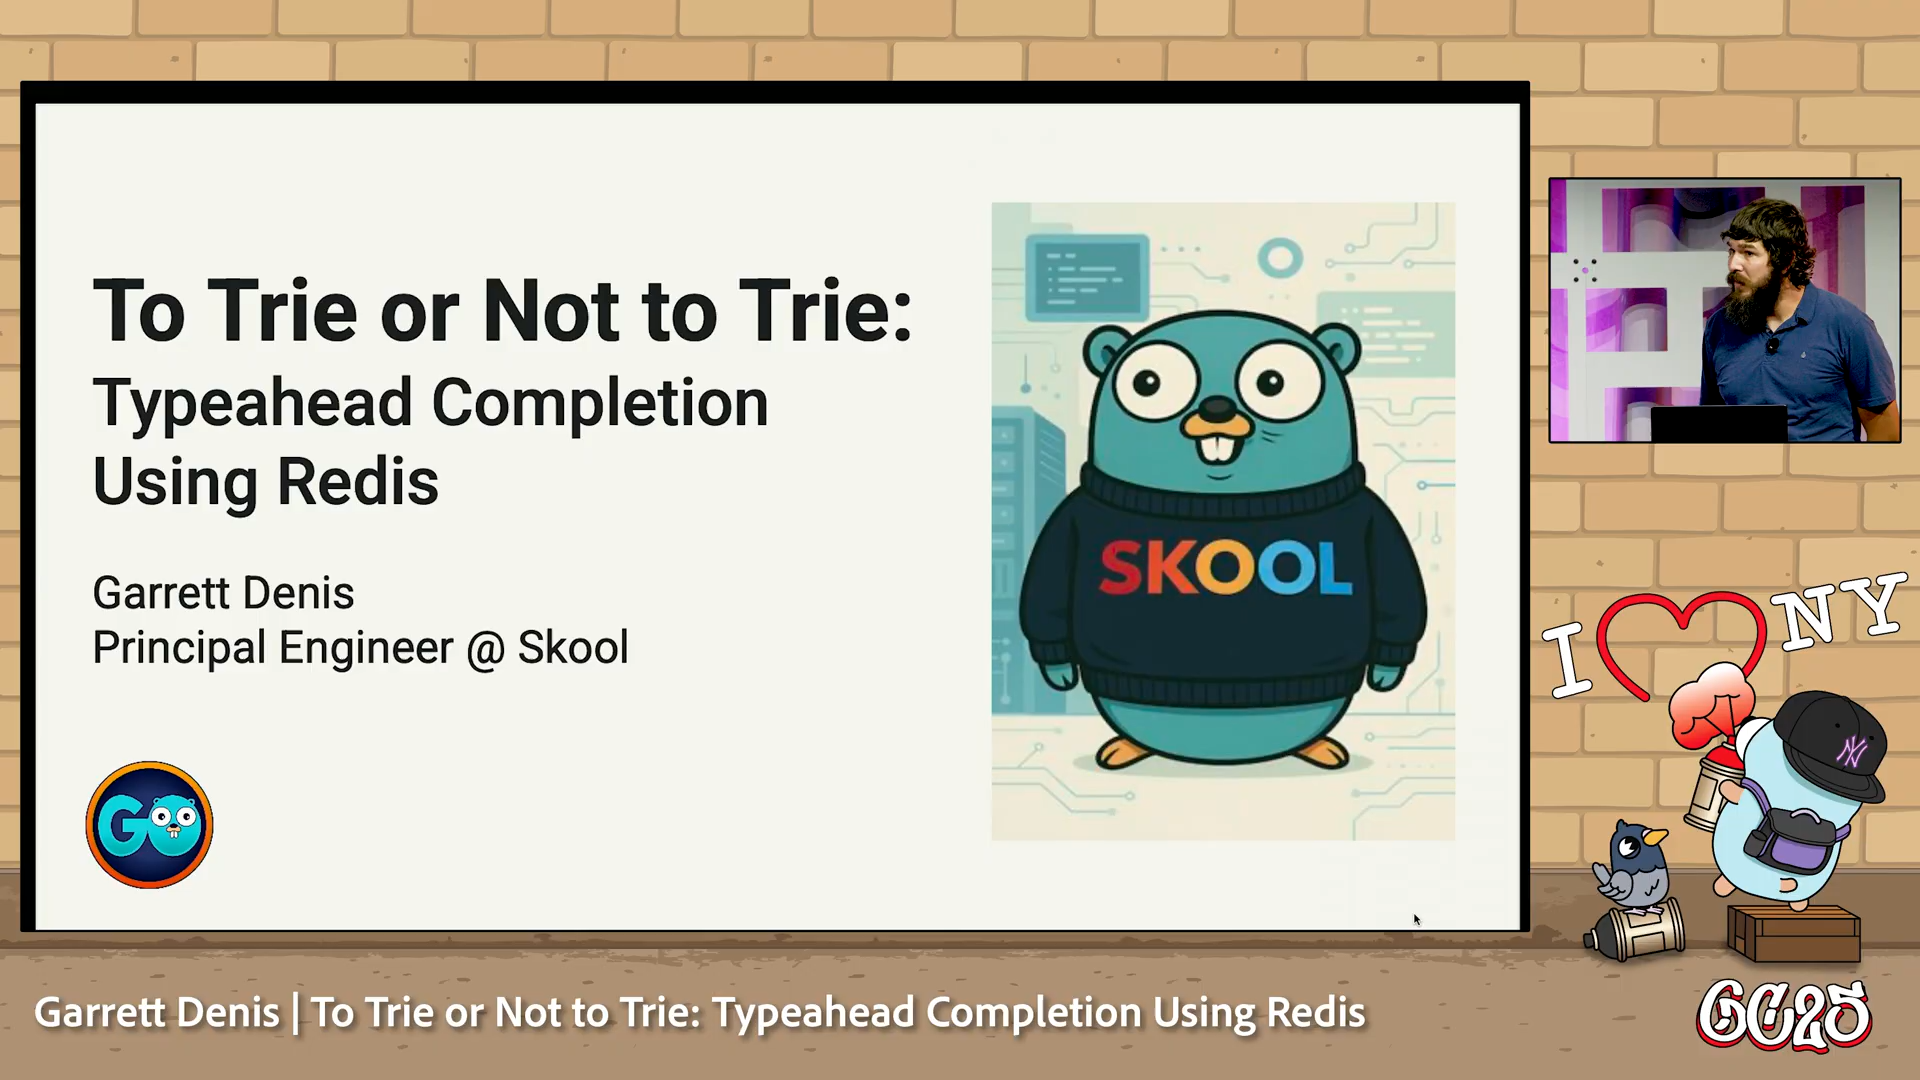 To Trie or Not to Trie:
Typeahead Completion
Using Redis
Garrett Denis
Principal Engineer @ Skool
GO
SKOOL
I NY
NY
GC25
Garrett Denis | To Trie or Not to Trie: Typeahead Completion Using Redis